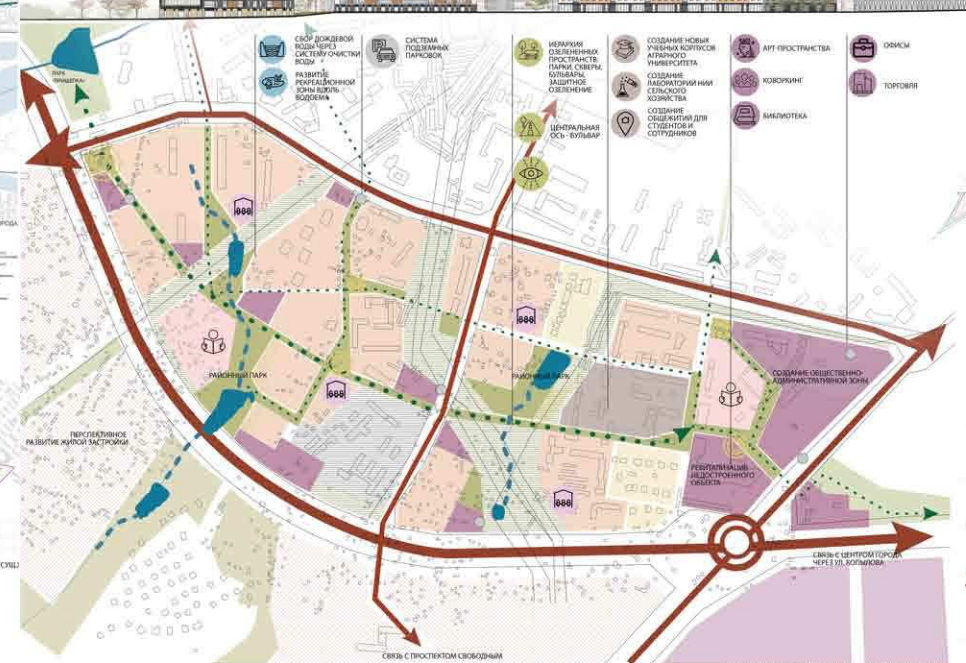 СБОР ДОЖДЕВОЙ
ВОДЫ ЧЕРЕЗ
СИСТЕМУ ОЧИСТКИ
ВОДЫ
РАЗВИТИЕ
РЕКРЕАЦИОННОЙ
ЗОНЫ ВДОЛЬ
ВОДОЕМА
СИСТЕМА
ПОДЗЕМНЫХ
ПАРКОВОК
ИЕРАРХИЯ
ОЗЕЛЕНЕННЫХ
ПРОСТРАНСТВ:
ПАРКИ, СКВЕРЫ,
БУЛЬВАРЫ,
ЗАЩИТНОЕ
ОЗЕЛЕНЕНИЕ
ЦЕНТРАЛЬНАЯ
ОСЬ - БУЛЬВАР
СОЗДАНИЕ НОВЫХ
УЧЕБНЫХ КОРПУСОВ
АГРАРНОГО
УНИВЕРСИТЕТА
СОЗДАНИЕ
ЛАБОРАТОРИЙ НИИ
СЕЛЬСКОГО
ХОЗЯЙСТВА
СОЗДАНИЕ
ОБЩЕЖИТИЙ ДЛЯ
СТУДЕНТОВ И
СОТРУДНИКОВ
АРТ-ПРОСТРАНСТВА
КОВОРКИНГ
БИБЛИОТЕКА
ОФИСЫ
ТОРГОВЛЯ
ПАРК
РАЙОННЫЙ ПАРК
РАЙОННЫЙ ПАРК
СОЗДАНИЕ ОБЩЕСТВЕННО-
АДМИНИСТРАТИВНОЙ ЗОНЫ
ПЕРСПЕКТИВНОЕ
РАЗВИТИЕ ЖИЛОЙ ЗАСТРОЙКИ
РЕВИТАЛИЗАЦИЯ
НЕДОСТРОЕННОГО
ОБЪЕКТА
СВЯЗЬ С ЦЕНТРОМ ГОРОДА
ЧЕРЕЗ УЛ. КОПЫЛОВА
СВЯЗЬ С ПРОСПЕКТОМ СВОБОДНЫМ